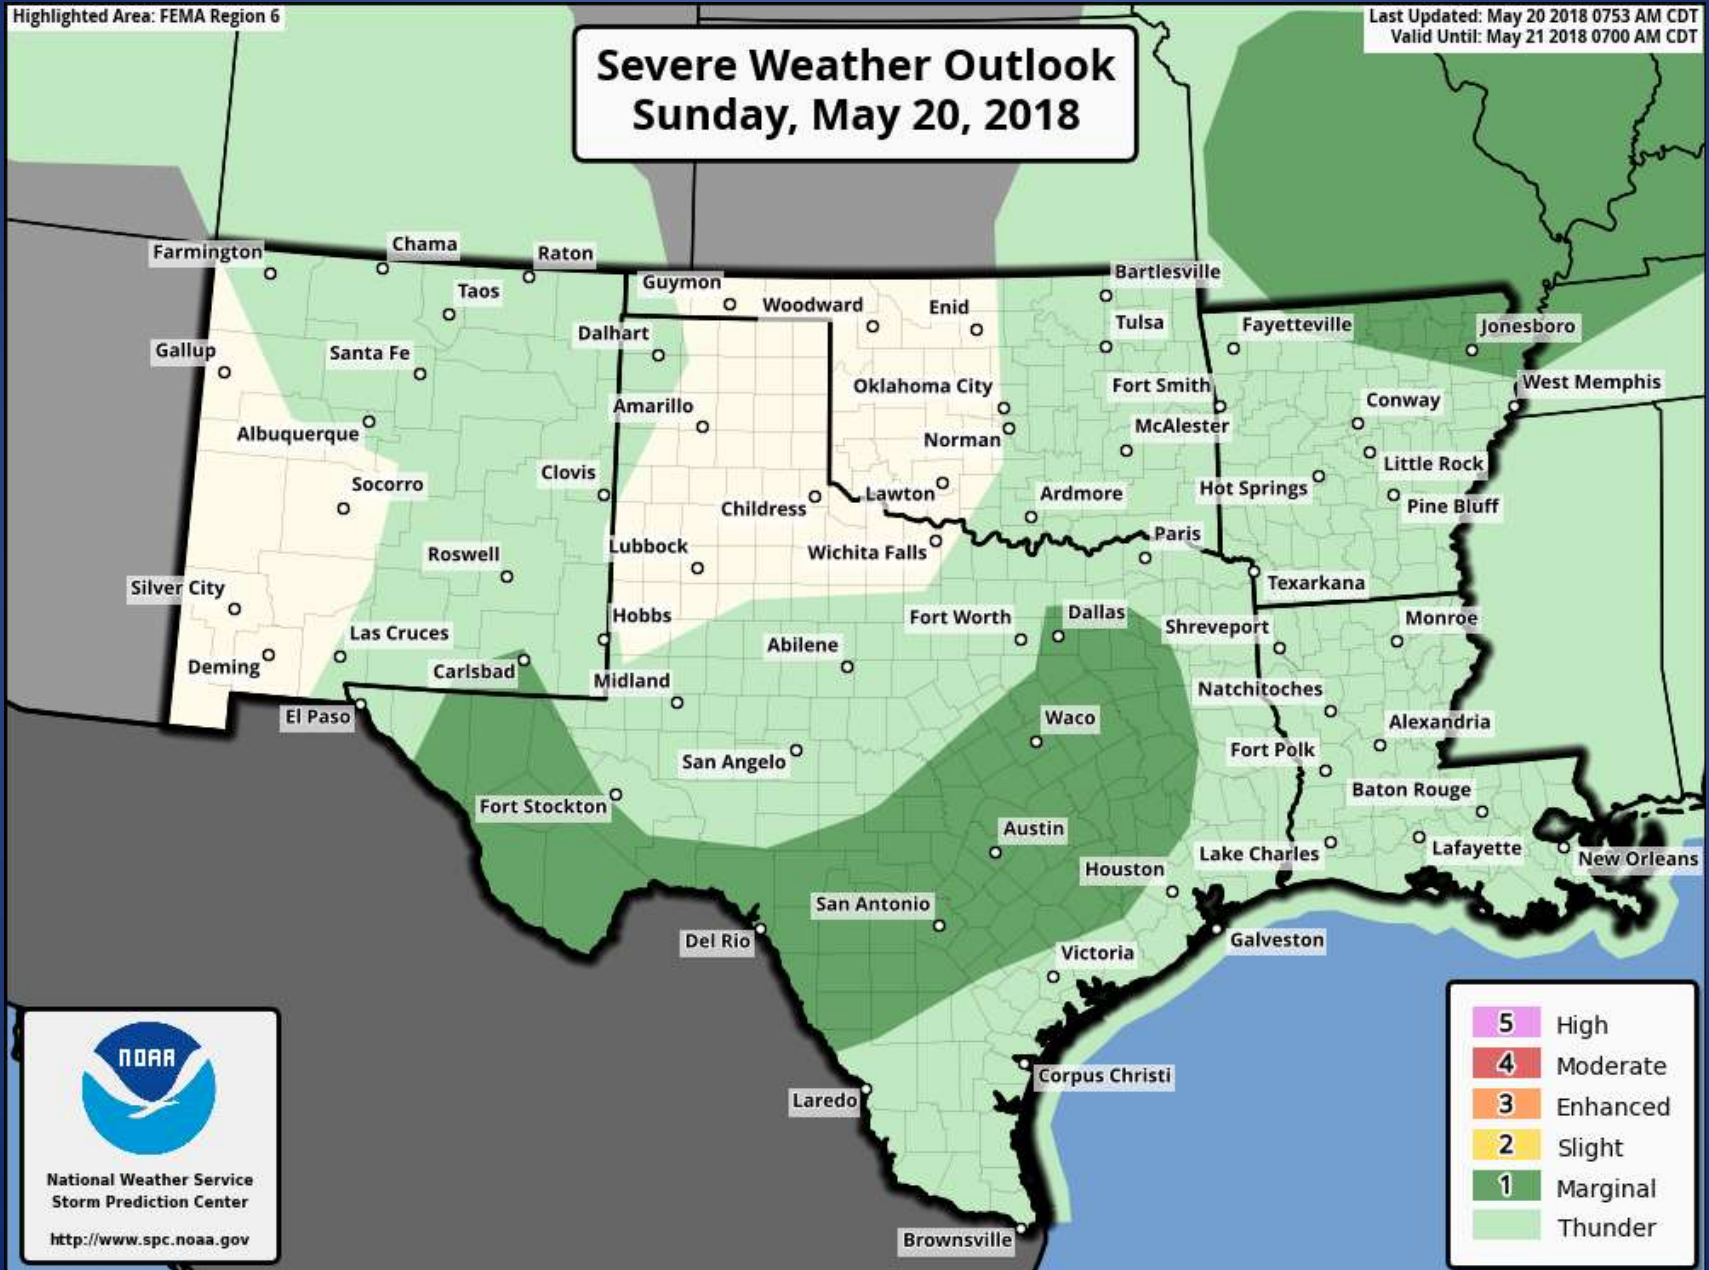 Highlighted Area: FEMA Region 6
Last Updated: May 20 2018 0753 AM CDT
Valid Until: May 21 2018 0700 AM CDT
Severe Weather Outlook
Sunday, May 20, 2018
Farmington
Chama
Raton
Taos
Guymon
Woodward
Enid
Bartlesville
Tulsa
Fayetteville
Jonesboro
Gallup
Santa Fe
Dalhart
Oklahoma City
Fort Smith
West Memphis
Conway
Amarillo
Albuquerque
Norman
McAlester
Little Rock
Clovis
Socorro
Childress
Lawton
Ardmore
Hot Springs
Pine Bluff
Roswell
Lubbock
Wichita Falls
Paris
Texarkana
Silver City
Hobbs
Las Cruces
Abilene
Fort Worth
Dallas
Shreveport
Monroe
Deming
Carlsbad
Midland
Natchitoches
El Paso
Waco
Alexandria
San Angelo
Fort Polk
Fort Stockton
Baton Rouge
Austin
Houston
Lake Charles
Lafayette
New Orleans
San Antonio
Del Rio
Galveston
Victoria
Corpus Christi
Laredo
Brownsville
NOAA
National Weather Service
Storm Prediction Center
http://www.spc.noaa.gov
5 High
4 Moderate
3 Enhanced
2 Slight
1 Marginal
Thunder